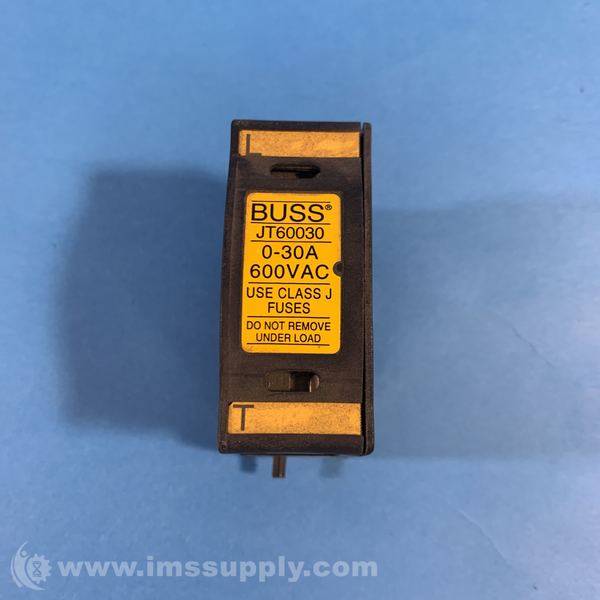 L
BUSS®
JT60030
0-30A
600VAC
USE CLASS J
FUSES
DO NOT REMOVE
UNDER LOAD
T
www.imssupply.com